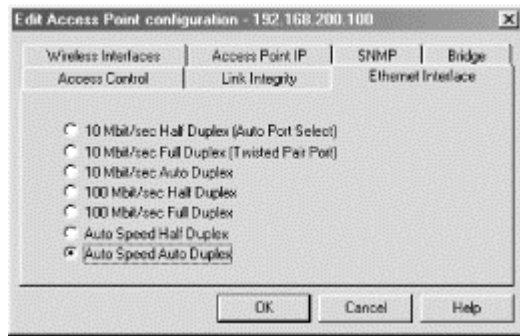 Edit Access Point configuration - 192.168.200.100
Wireless Interfaces Access Point IP SNMP Bridge
Access Control Link Integrity Ethernet Interface
10 Mbit/sec Half Duplex (Auto Port Select)
10 Mbit/sec Full Duplex (Twisted Pair Port)
10 Mbit/sec Auto Duplex
100 Mbit/sec Half Duplex
100 Mbit/sec Full Duplex
Auto Speed Half Duplex
Auto Speed Auto Duplex
OK Cancel Help